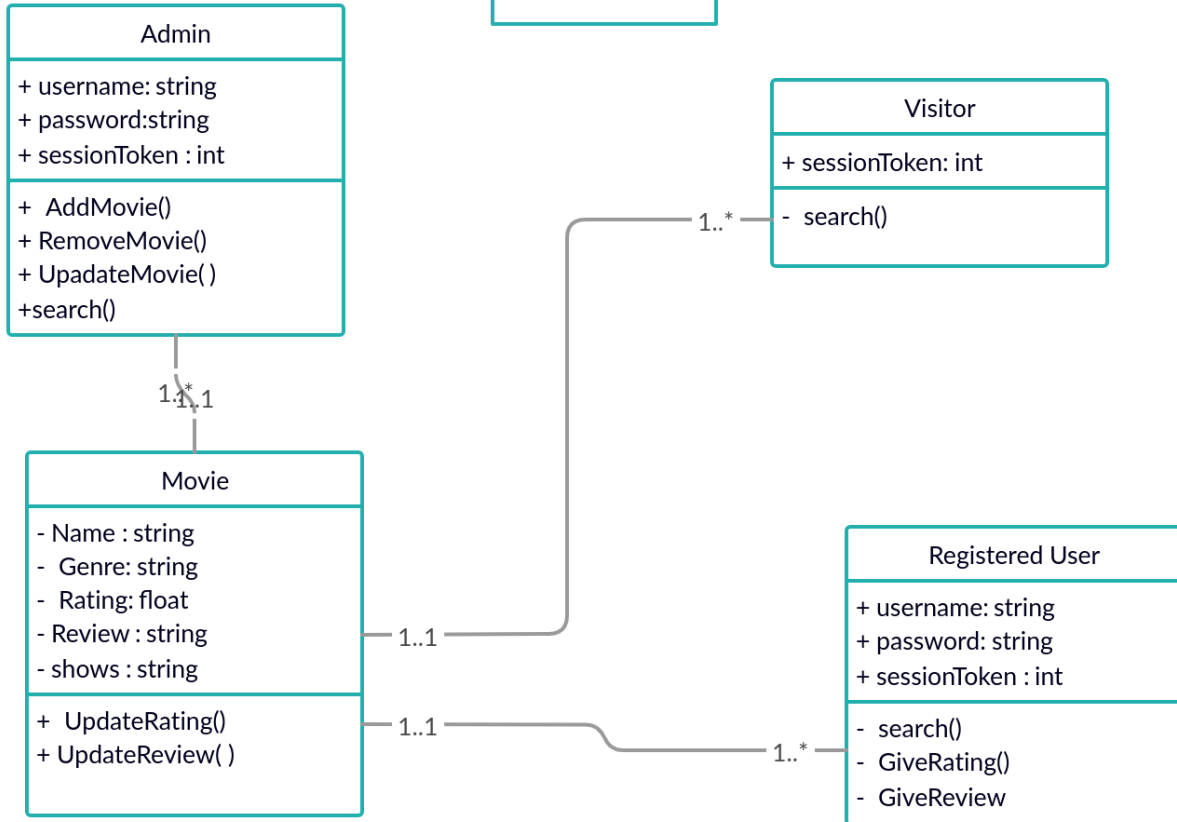 Admin
+ username: string
+ password:string
+ sessionToken : int
+ AddMovie()
+ RemoveMovie()
+ UpadateMovie( )
+search()
Visitor
+ sessionToken: int
- search()
1..*
1..*
1..1
Movie
- Name : string
- Genre: string
- Rating: float
- Review : string
- shows : string
+ UpdateRating()
+ UpdateReview( )
1..1
1..1
1..*
Registered User
+ username: string
+ password: string
+ sessionToken : int
- search()
- GiveRating()
- GiveReview